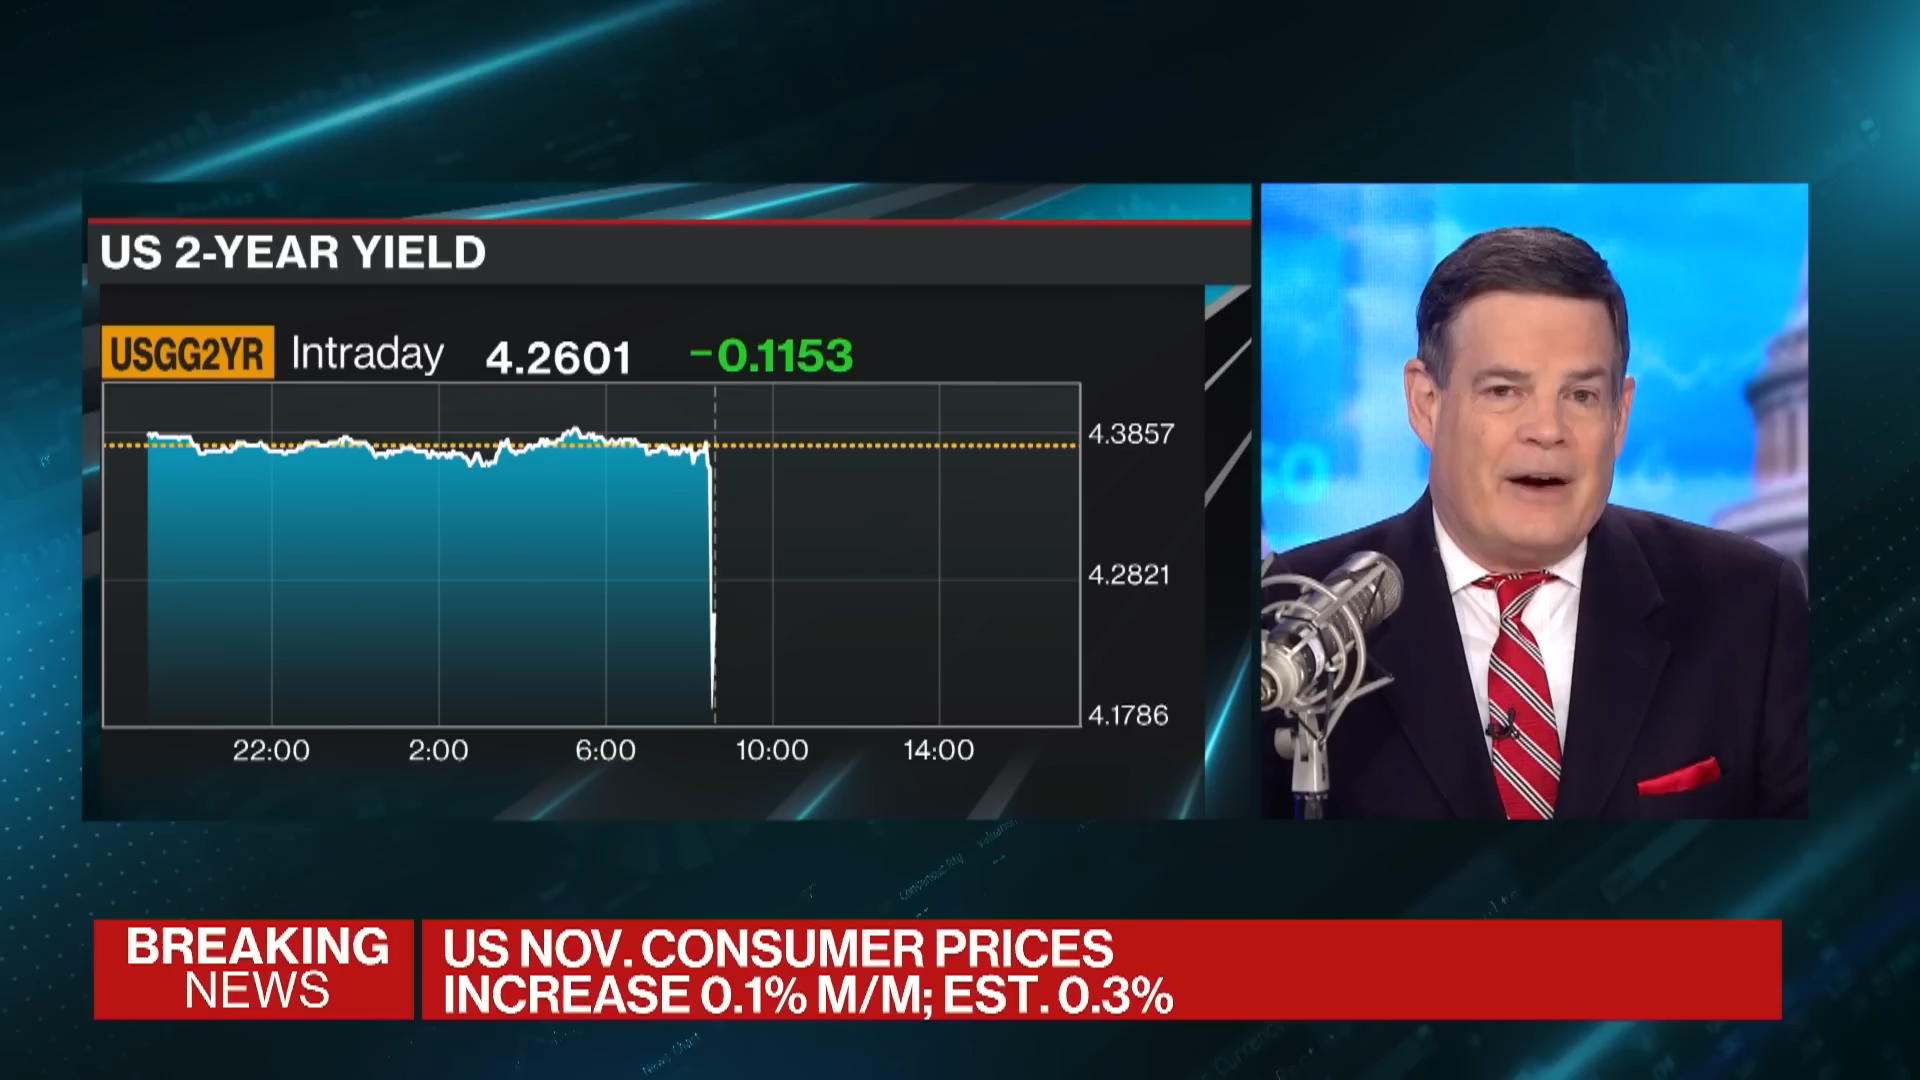 US 2-YEAR YIELD
USGG2YR Intraday 4.2601 -0.1153
4.3857
4.2821
4.1786
22:00 2:00 6:00 10:00 14:00
BREAKING
NEWS
US NOV. CONSUMER PRICES
INCREASE 0.1% M/M; EST. 0.3%